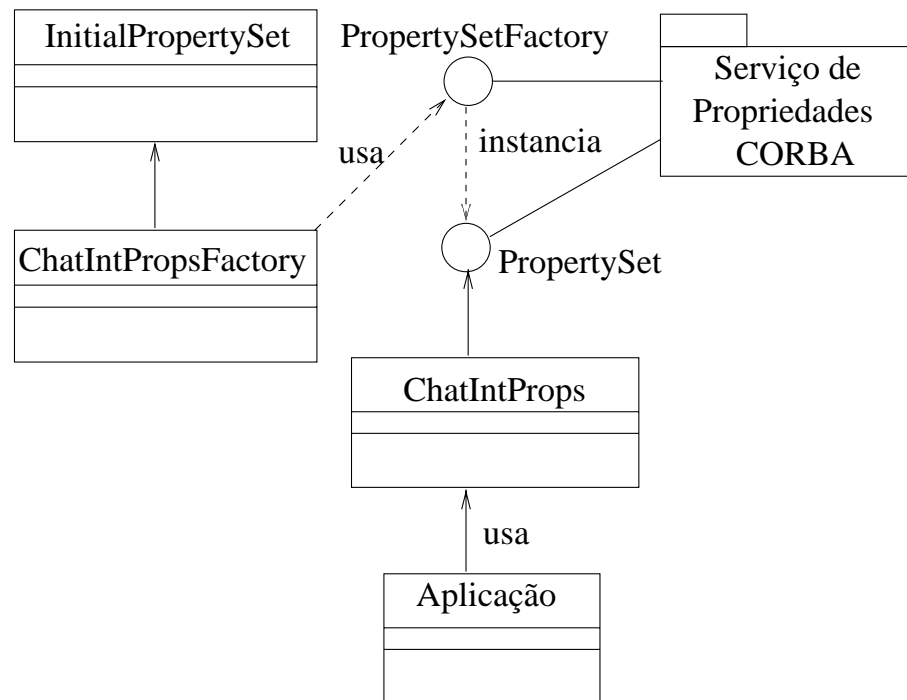 InitialPropertySet
PropertySetFactory
Serviço de
Propriedades
CORBA
usa
instancia
ChatIntPropsFactory
PropertySet
ChatIntProps
usa
Aplicação